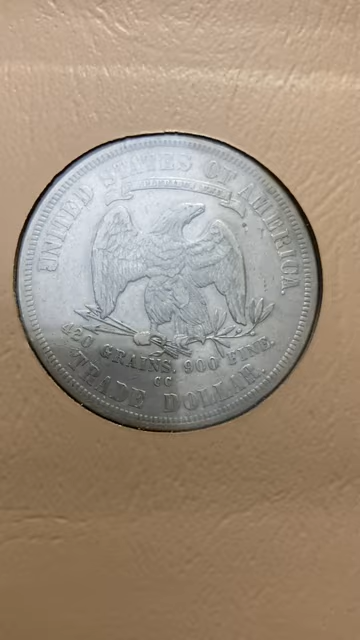 UNITED STATES OF AMERICA
420 GRAINS. 900 FINE.
CC
TRADE DOLLAR.